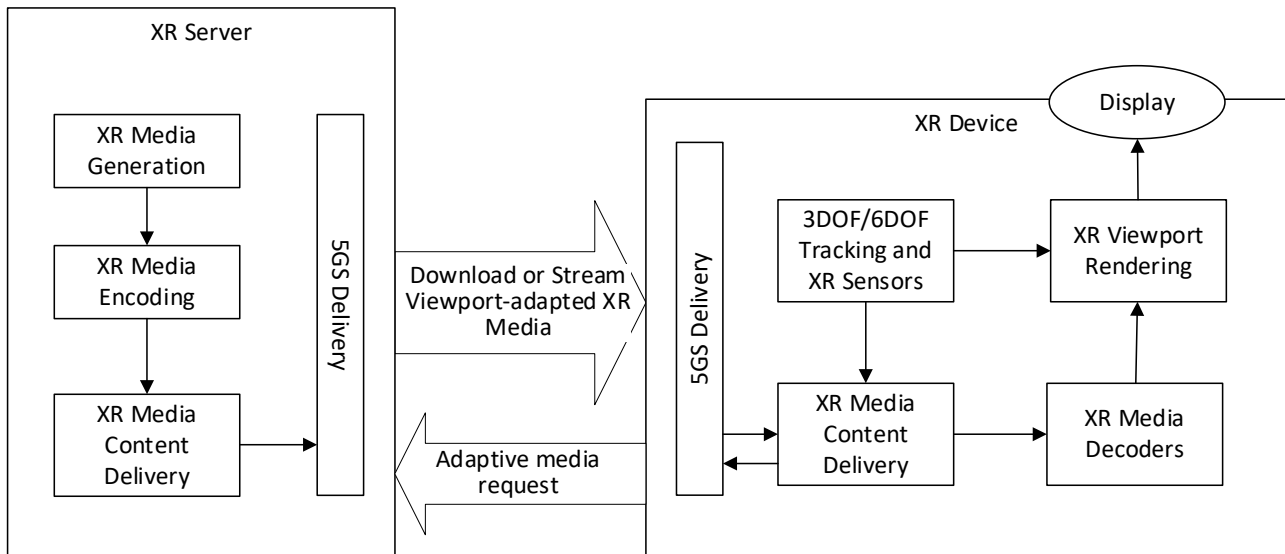 XR Server
XR Media
Generation
XR Media
Encoding
XR Media
Content
Delivery
5GS Delivery
Download or Stream
Viewport-adapted XR
Media
Adaptive media
request
Display
XR Device
5GS Delivery
3DOF/6DOF
Tracking and
XR Sensors
XR Viewport
Rendering
XR Media
Content
Delivery
XR Media
Decoders